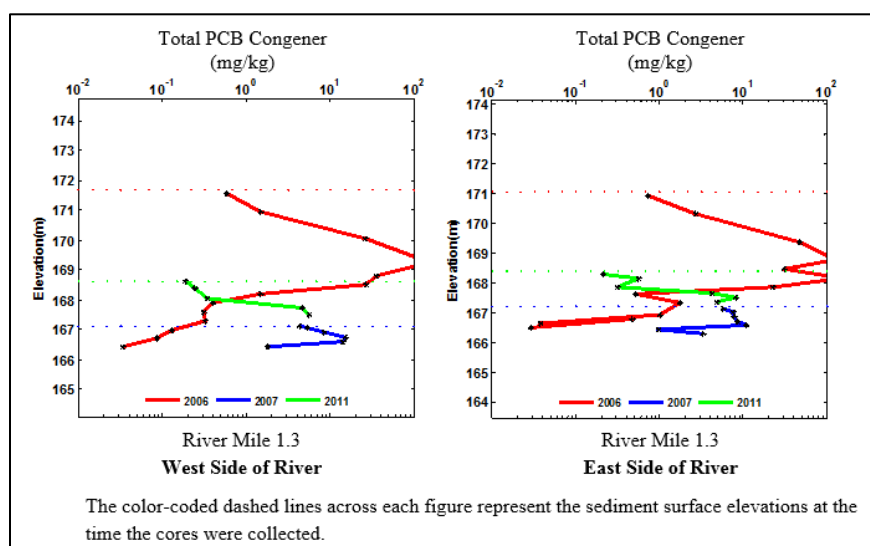 Total PCB Congener
(mg/kg)
10⁻² 10⁻¹ 10⁰ 10¹ 10²
174
173
172
171
170
169
168
167
166
165
Elevation(m)
2006 2007 2011
River Mile 1.3
West Side of River
Total PCB Congener
(mg/kg)
10⁻² 10⁻¹ 10⁰ 10¹ 10²
174
173
172
171
170
169
168
167
166
165
164
Elevation(m)
2006 2007 2011
River Mile 1.3
East Side of River
The color-coded dashed lines across each figure represent the sediment surface elevations at the
time the cores were collected.